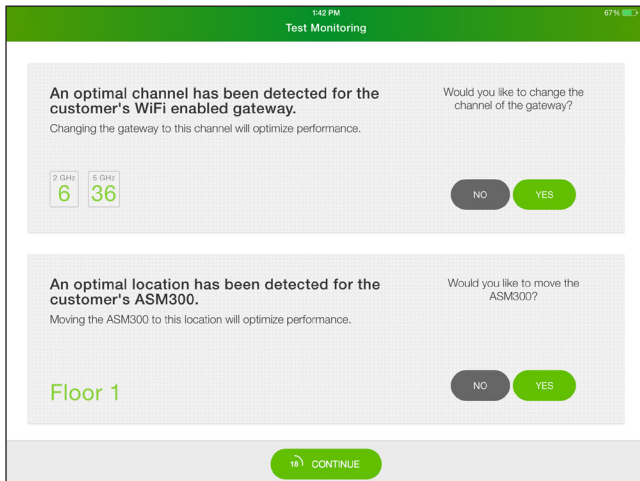 1:42 PM
67%
Test Monitoring
An optimal channel has been detected for the
customer's WiFi enabled gateway.
Changing the gateway to this channel will optimize performance.
Would you like to change the
channel of the gateway?
2 GHz
6
5 GHz
36
NO
YES
An optimal location has been detected for the
customer's ASM300.
Moving the ASM300 to this location will optimize performance.
Would you like to move the
ASM300?
Floor 1
NO
YES
18 CONTINUE